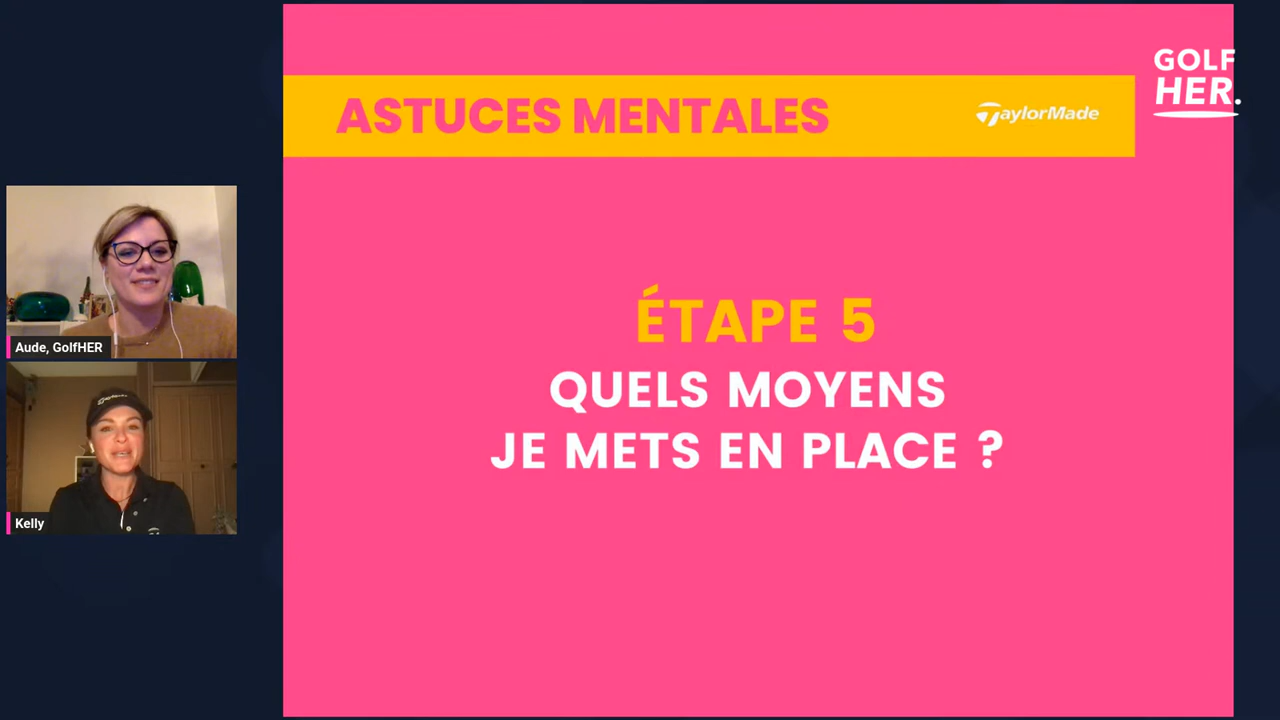 ASTUCES MENTALES
TaylorMade
GOLF
HER.
Aude, GolfHER
Kelly
ÉTAPE 5
QUELS MOYENS
JE METS EN PLACE ?